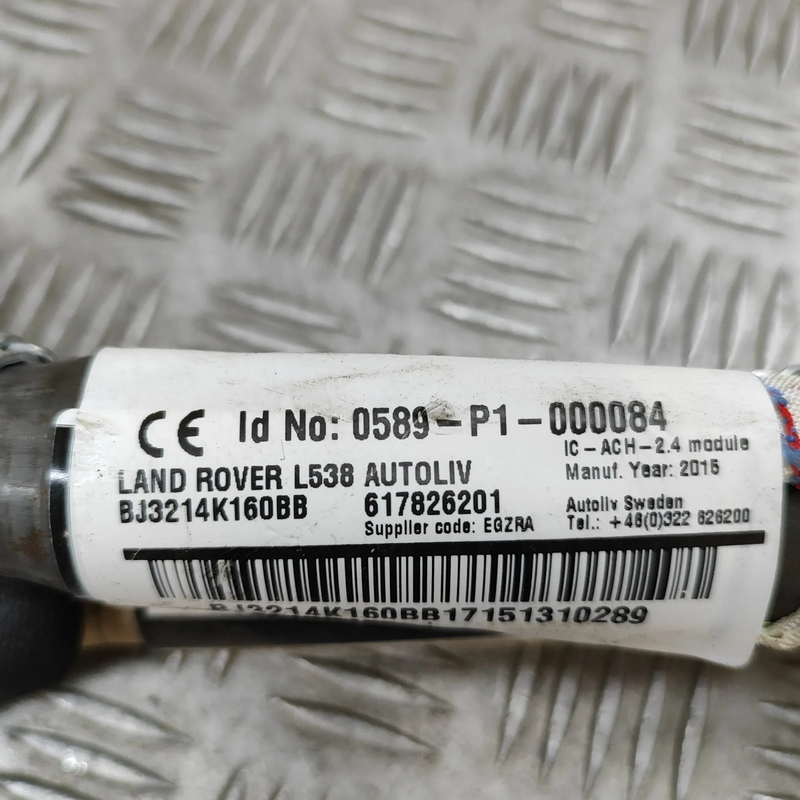 CE Id No: 0589-P1-000084
IC-ACH-2.4 module
LAND ROVER L538 AUTOLIV
Manuf. Year: 2015
BJ3214K160BB 617826201
Autoliv Sweden
Supplier code: EGZRA
Tel.: +46(0)322 626200
BJ3214K160BB17151310289